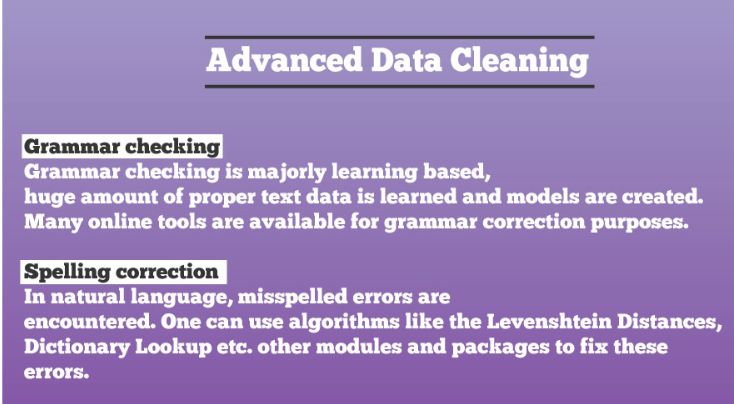 Advanced Data Cleaning
Grammar checking
Grammar checking is majorly learning based,
huge amount of proper text data is learned and models are created.
Many online tools are available for grammar correction purposes.
Spelling correction
In natural language, misspelled errors are
encountered. One can use algorithms like the Levenshtein Distances,
Dictionary Lookup etc. other modules and packages to fix these
errors.